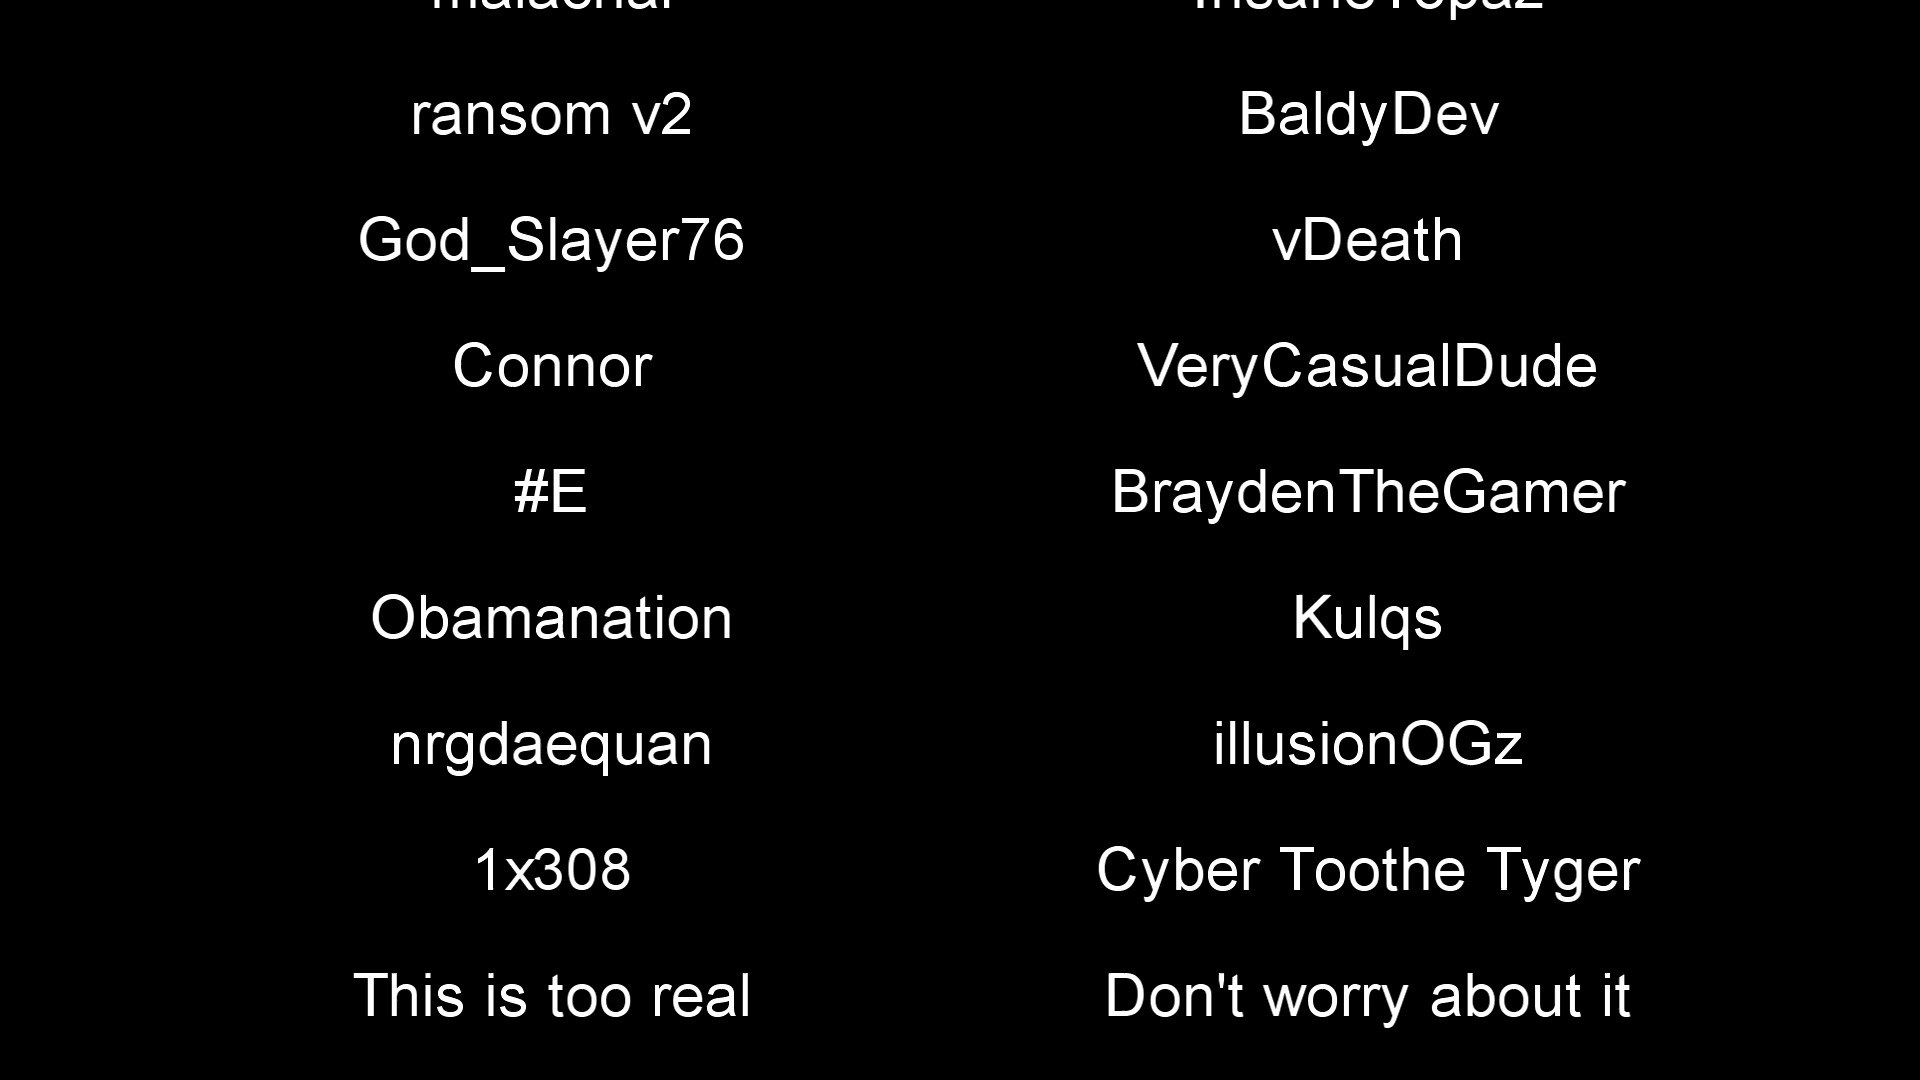 ransom v2 BaldyDev
God_Slayer76 vDeath
Connor VeryCasualDude
#E BraydenTheGamer
Obamanation Kulqs
nrgdaequan illusionOGz
1x308 Cyber Toothe Tyger
This is too real Don't worry about it